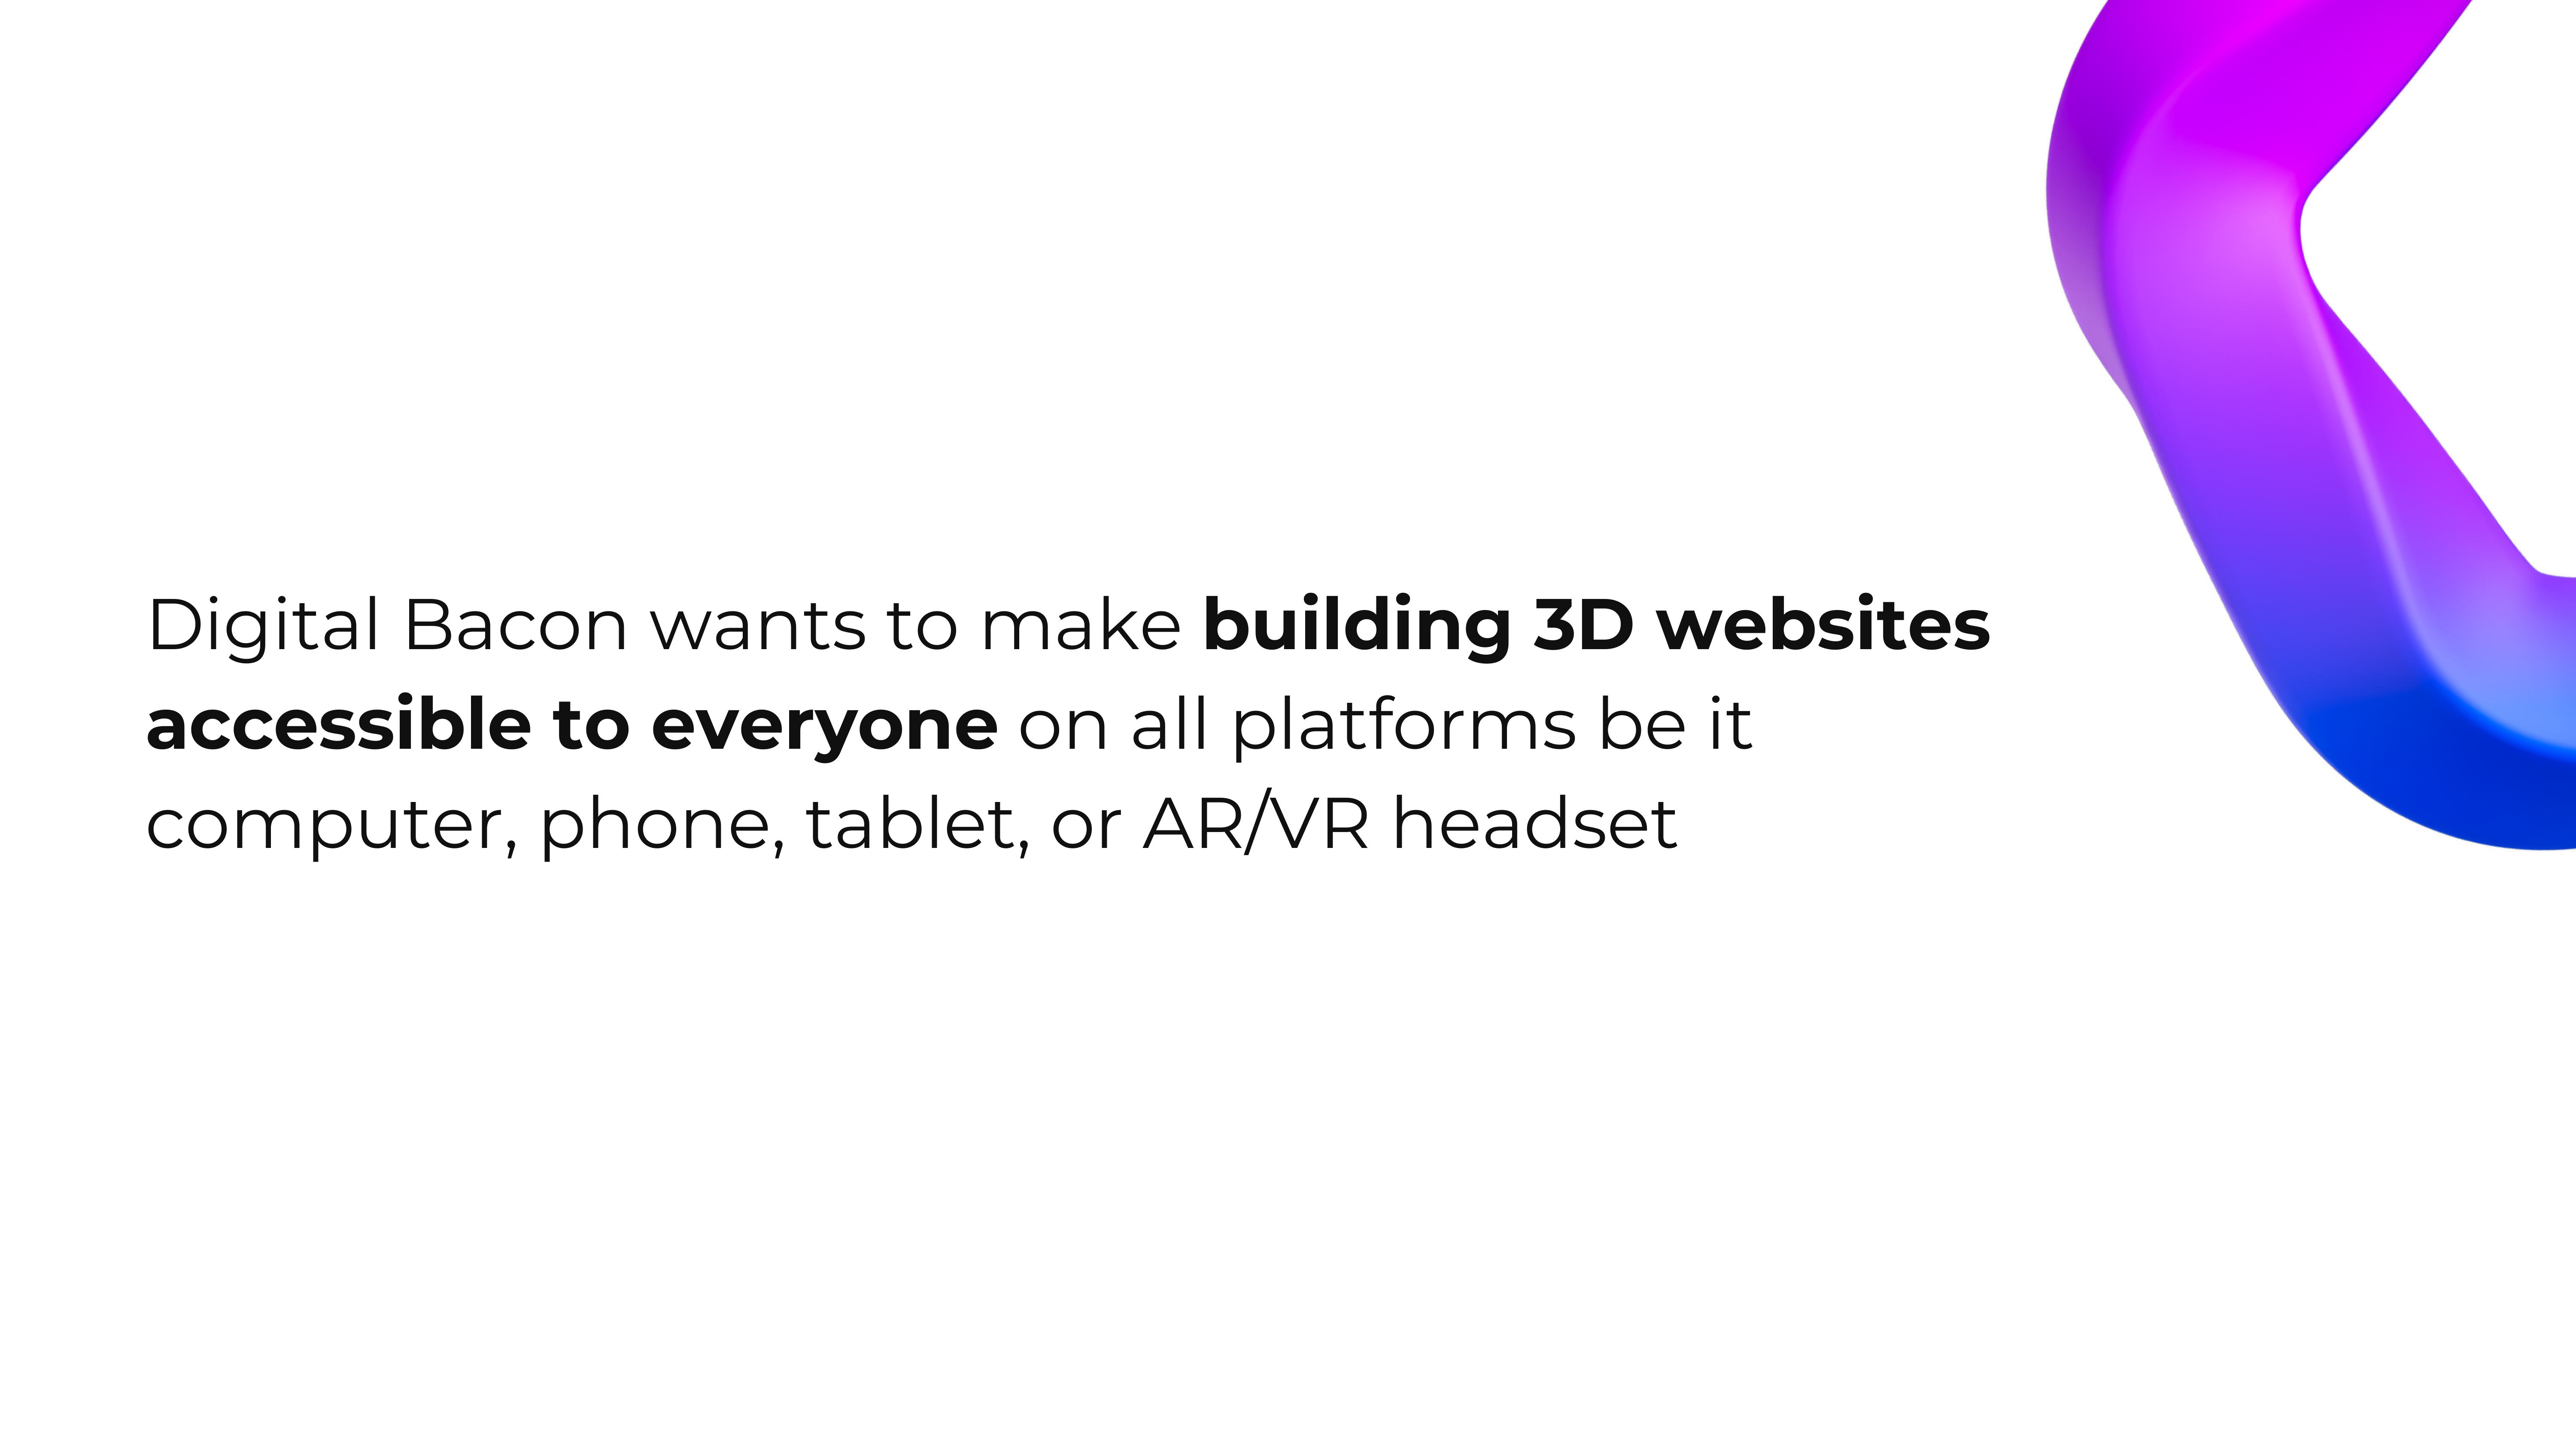 Digital Bacon wants to make building 3D websites
accessible to everyone on all platforms be it
computer, phone, tablet, or AR/VR headset